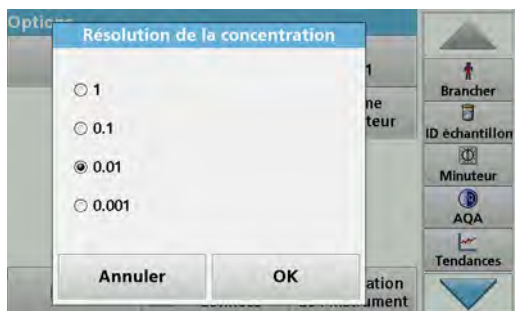 Options
Résolution de la concentration
1
0.1
0.01
0.001
Annuler
OK
Brancher
ID échantillon
Minuteur
AQA
Tendances